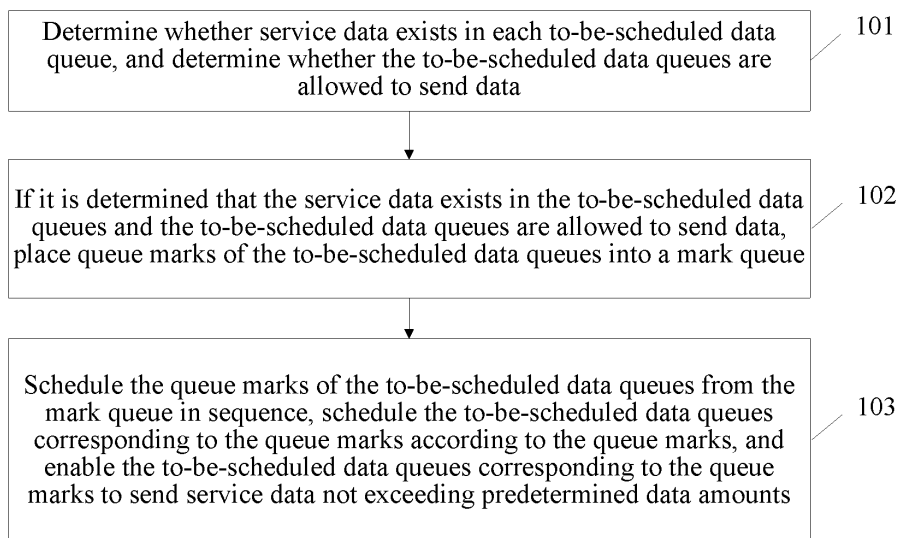 Determine whether service data exists in each to-be-scheduled data
queue, and determine whether the to-be-scheduled data queues are
allowed to send data
101
If it is determined that the service data exists in the to-be-scheduled data
queues and the to-be-scheduled data queues are allowed to send data,
place queue marks of the to-be-scheduled data queues into a mark queue
102
Schedule the queue marks of the to-be-scheduled data queues from the
mark queue in sequence, schedule the to-be-scheduled data queues
corresponding to the queue marks according to the queue marks, and
enable the to-be-scheduled data queues corresponding to the queue
marks to send service data not exceeding predetermined data amounts
103